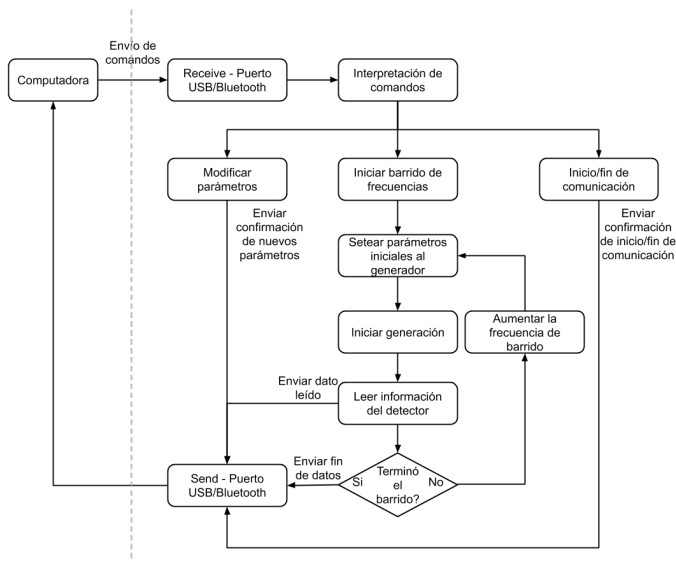 Envío de
comandos
Computadora
Receive - Puerto
USB/Bluetooth
Interpretación de
comandos
Modificar
parámetros
Iniciar barrido de
frecuencias
Inicio/fin de
comunicación
Enviar
confirmación
de nuevos
parámetros
Enviar
confirmación
de inicio/fin de
comunicación
Setear parámetros
iniciales al
generador
Iniciar generación
Aumentar la
frecuencia de
barrido
Enviar dato
leído
Leer información
del detector
Enviar fin
de datos
Send - Puerto
USB/Bluetooth
Si
Terminó
el
barrido?
No